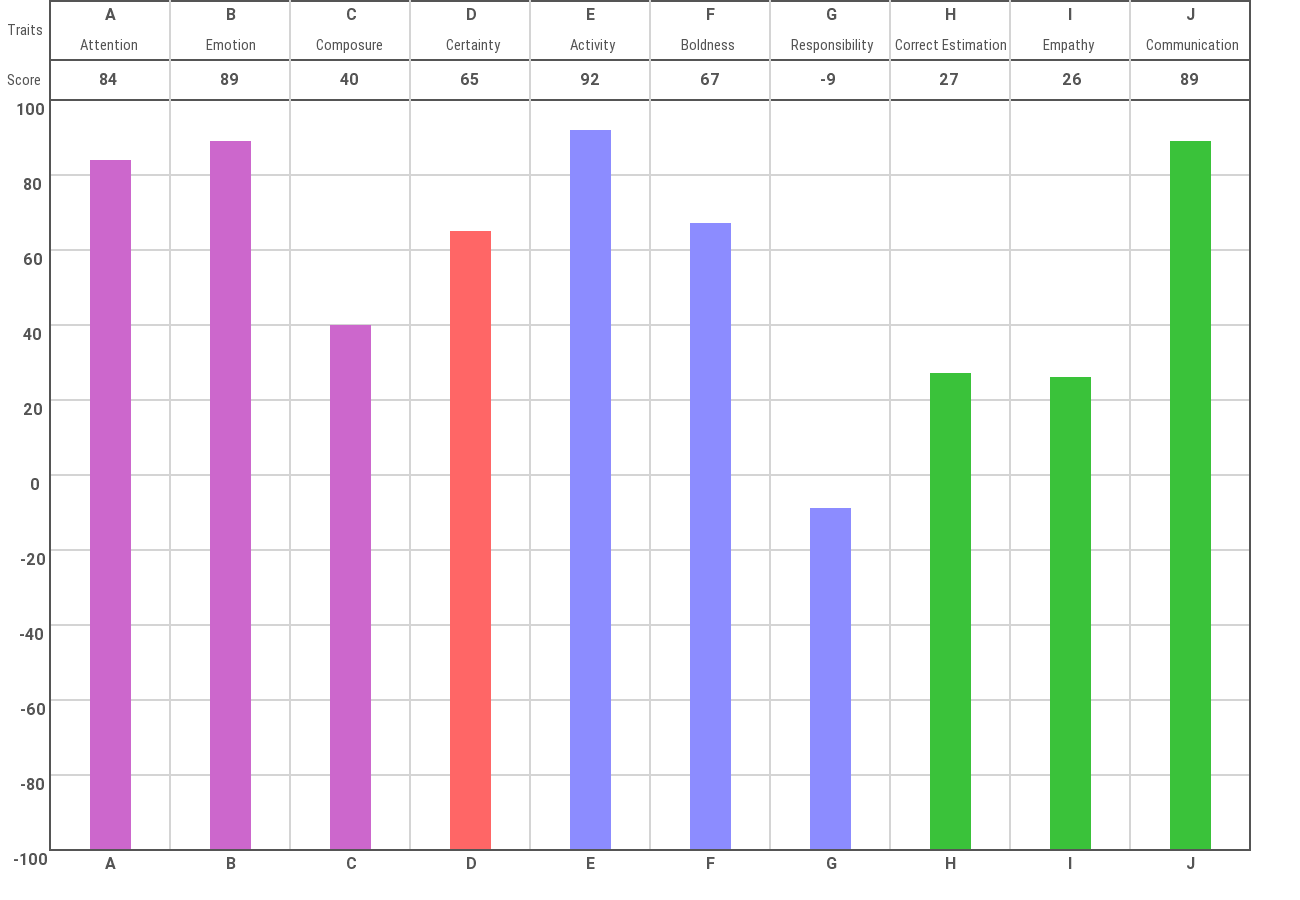 A B C D E F G H I J
Traits
Attention Emotion Composure Certainty Activity Boldness Responsibility Correct Estimation Empathy Communication
Score 84 89 40 65 92 67 -9 27 26 89
100
80
60
40
20
0
-20
-40
-60
-80
-100
A B C D E F G H I J